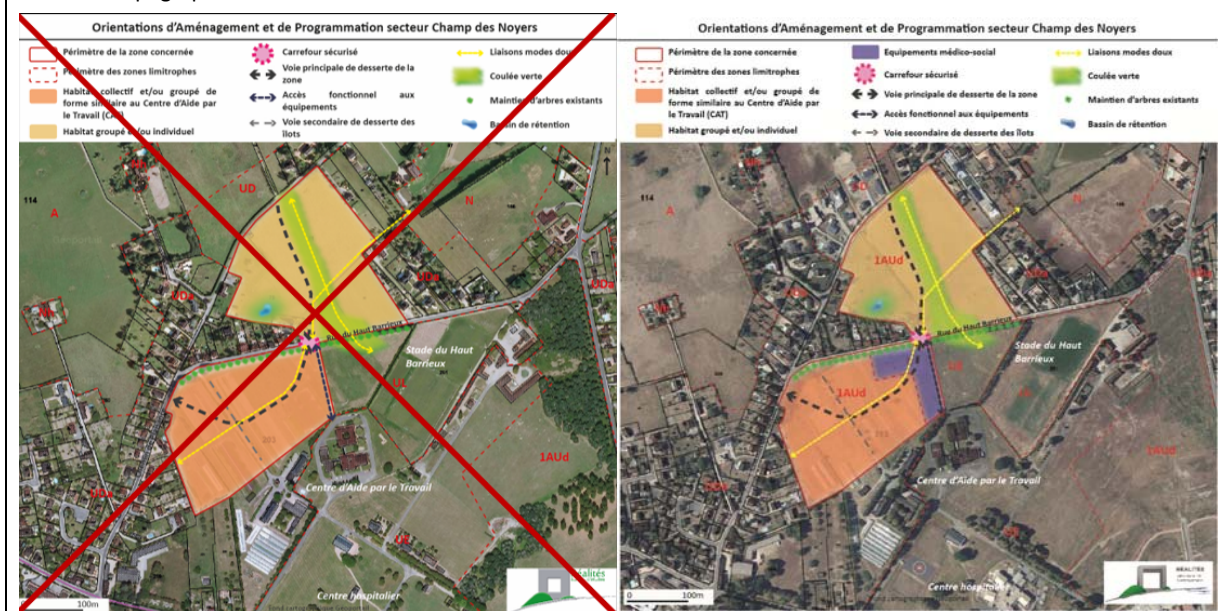 Orientations d'Aménagement et de Programmation secteur Champ des Noyers
Périmètre de la zone concernée
Périmètre des zones limitrophes
Habitat collectif et/ou groupé de
forme similaire au Centre d'Aide par
le Travail (CAT)
Habitat groupé et/ou individuel
Carrefour sécurisé
Voie principale de desserte de la
zone
Accès fonctionnel aux
équipements
Voie secondaire de desserte des
îlots
Liaisons modes doux
Coulée verte
Maintien d'arbres existants
Bassin de rétention
N
UD
A
114
N
UDa
UDa
UDa
Rue du Haut Barrieux
Stade du Haut
Barrieux
UL
203
1AUd
Centre d'Aide par le Travail
UDa
Centre hospitalier
100m
Réalités
Orientations d'Aménagement et de Programmation secteur Champ des Noyers
Périmètre de la zone concernée
Périmètre des zones limitrophes
Habitat collectif et/ou groupé de
forme similaire au Centre d'Aide par
le Travail (CAT)
Habitat groupé et/ou individuel
Equipements médico-social
Carrefour sécurisé
Voie principale de desserte de la zone
Accès fonctionnel aux équipements
Voie secondaire de desserte des îlots
Liaisons modes doux
Coulée verte
Maintien d'arbres existants
Bassin de rétention
A
114
N
1AUd
Rue du Haut Barrieux
Stade du Haut
Barrieux
1AUd
1AUd
Centre d'Aide par le Travail
Centre hospitalier
0 100m
RÉALITÉS